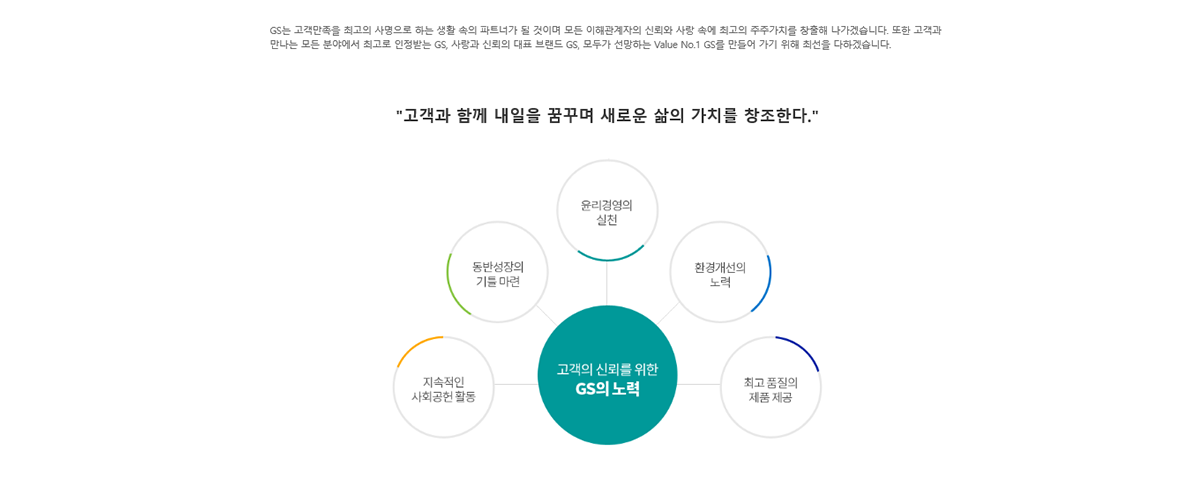 GS는 고객만족을 최고의 사명으로 하는 생활 속의 파트너가 될 것이며 모든 이해관계자의 신뢰와 사랑 속에 최고의 주주가치를 창출해 나가겠습니다. 또한 고객과
만나는 모든 분야에서 최고로 인정받는 GS, 사랑과 신뢰의 대표 브랜드 GS, 모두가 선망하는 Value No.1 GS를 만들어 가기 위해 최선을 다하겠습니다.
"고객과 함께 내일을 꿈꾸며 새로운 삶의 가치를 창조한다."
윤리경영의
실천
동반성장의
기틀 마련
환경개선의
노력
지속적인
사회공헌 활동
고객의 신뢰를 위한
GS의 노력
최고 품질의
제품 제공